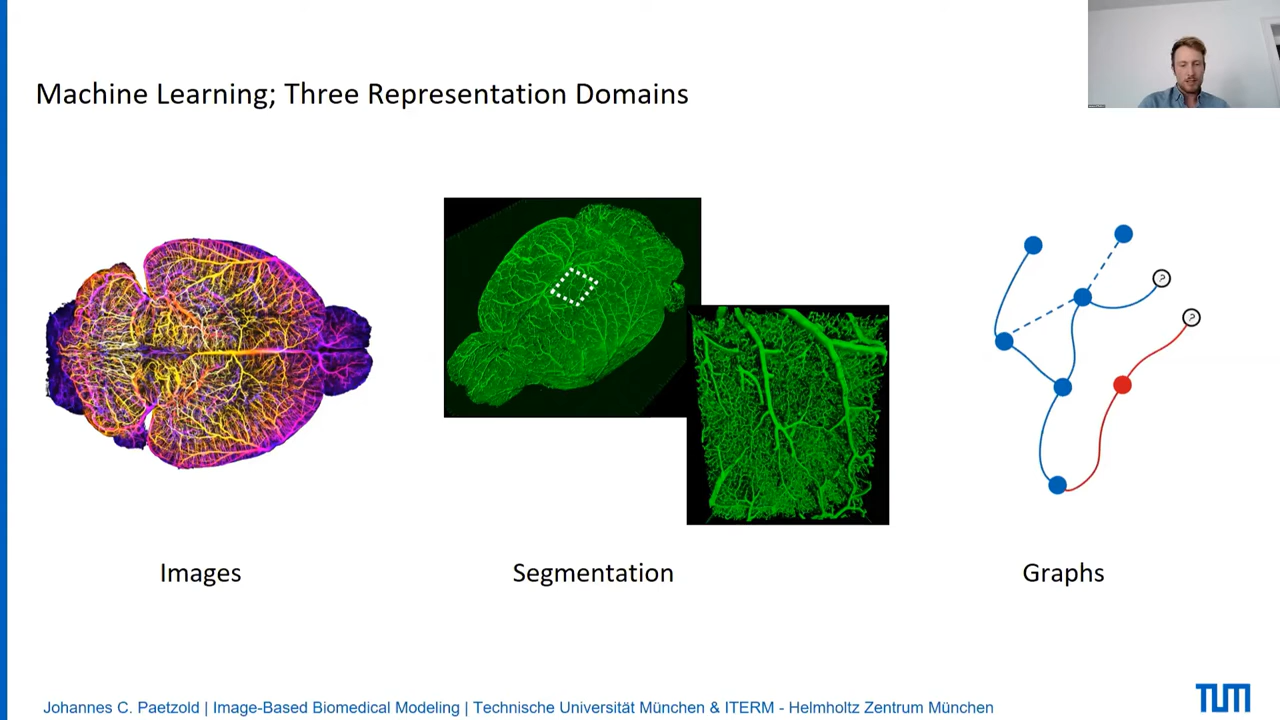 Machine Learning; Three Representation Domains
?
?
Images
Segmentation
Graphs
Johannes C. Paetzold | Image-Based Biomedical Modeling | Technische Universität München & ITERM - Helmholtz Zentrum München
TUM